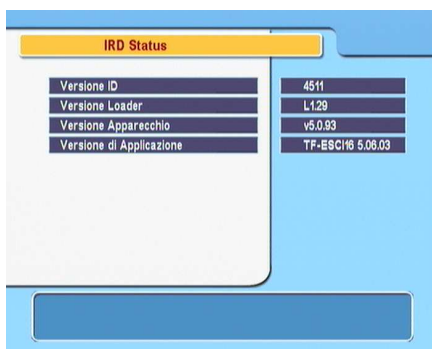 IRD Status
Versione ID 4511
Versione Loader L1.29
Versione Apparecchio v5.0.93
Versione di Applicazione TF-ESCI16 5.06.03